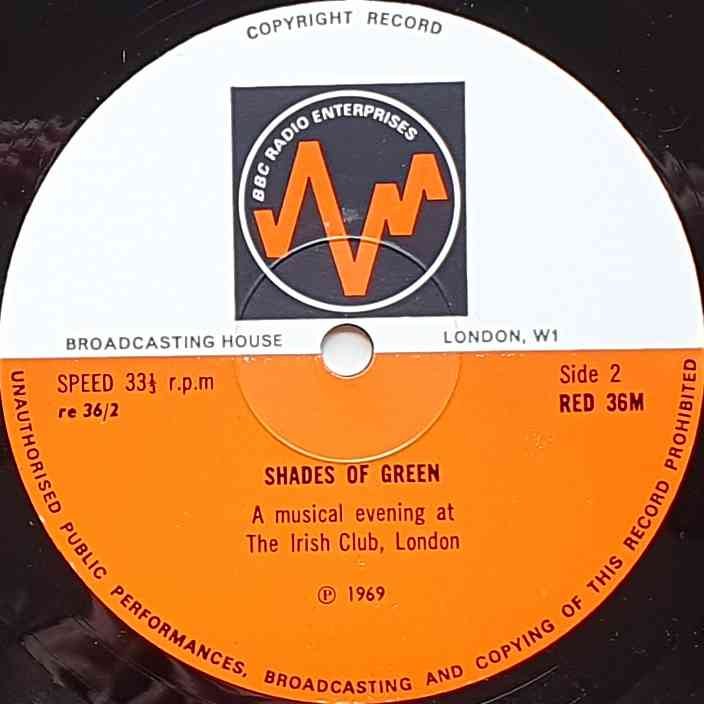 COPYRIGHT RECORD
BBC RADIO ENTERPRISES
BROADCASTING HOUSE
LONDON, W1
SPEED 33⅓ r.p.m
re 36/2
Side 2
RED 36M
SHADES OF GREEN
A musical evening at
The Irish Club, London
℗ 1969
UNAUTHORISED PUBLIC PERFORMANCES, BROADCASTING AND COPYING OF THIS RECORD PROHIBITED